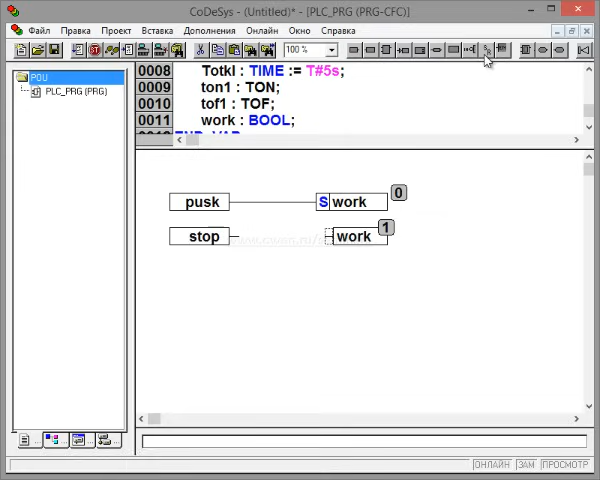 CoDeSys - (Untitled)* - [PLC_PRG (PRG-CFC)]
Файл Правка Проект Вставка Дополнения Онлайн Окно Справка
100 %
POU
PLC_PRG (PRG)
0008 Totkl : TIME := T#5s;
0009 ton1 : TON;
0010 tof1 : TOF;
0011 work : BOOL;
pusk S work 0
stop work 1
ОНЛАЙН ЗАМ ПРОСМОТР